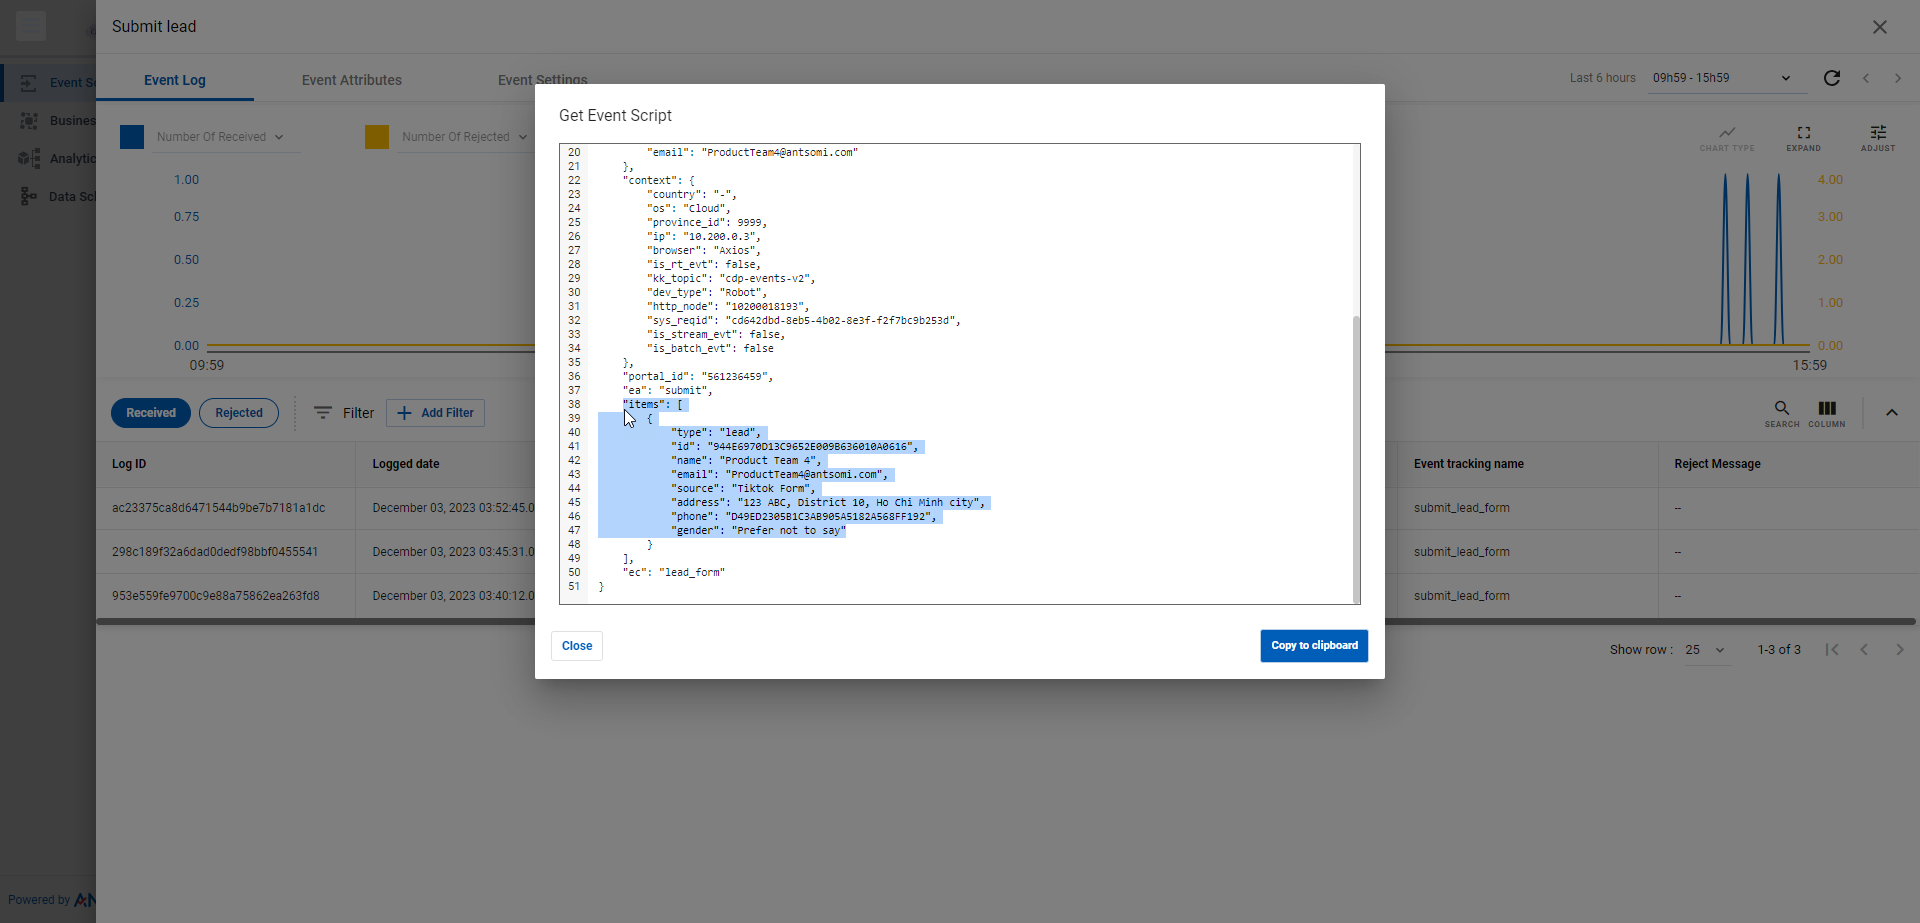 Submit lead
Event Log
Event Attributes
Event Settings
Last 6 hours
09h59 - 15h59
Number Of Received
Number Of Rejected
CHART TYPE
EXPAND
ADJUST
1.00
0.75
0.50
0.25
0.00
09:59
4.00
3.00
2.00
1.00
0.00
15:59
Event
Busines
Analytic
Data
Received
Rejected
Filter
Add Filter
SEARCH
COLUMN
Log ID
Logged date
Event tracking name
Reject Message
ac23375ca8d6471544b9be7b7181a1dc
December 03, 2023 03:52:45.0
submit_lead_form
--
298c189f32a6dad0dedf98bbf0455541
December 03, 2023 03:45:31.0
submit_lead_form
--
953e559fe9700c9e88a75862ea263fd8
December 03, 2023 03:40:12.0
submit_lead_form
--
Show row :
25
1-3 of 3
Powered by AN
Get Event Script
20 "email": "ProductTeam4@antsomi.com"
21 },
22 "context": {
23 "country": "-",
24 "os": "Cloud",
25 "province_id": 9999,
26 "ip": "10.200.0.3",
27 "browser": "Axios",
28 "is_rt_evt": false,
29 "kk_topic": "cdp-events-v2",
30 "dev_type": "Robot",
31 "http_node": "10200018193",
32 "sys_reqid": "cd642dbd-8eb5-4b02-8e3f-f2f7bc9b253d",
33 "is_stream_evt": false,
34 "is_batch_evt": false
35 },
36 "portal_id": "561236459",
37 "ea": "submit",
38 "items": [
39 {
40 "type": "lead",
41 "id": "944E6970D13C9652E009B636010A0616",
42 "name": "Product Team 4",
43 "email": "ProductTeam4@antsomi.com",
44 "source": "Tiktok Form",
45 "address": "123 ABC, District 10, Ho Chi Minh city",
46 "phone": "D49ED2305B1C3AB905A5182A568FF192",
47 "gender": "Prefer not to say"
48 }
49 ],
50 "ec": "lead_form"
51 }
Close
Copy to clipboard